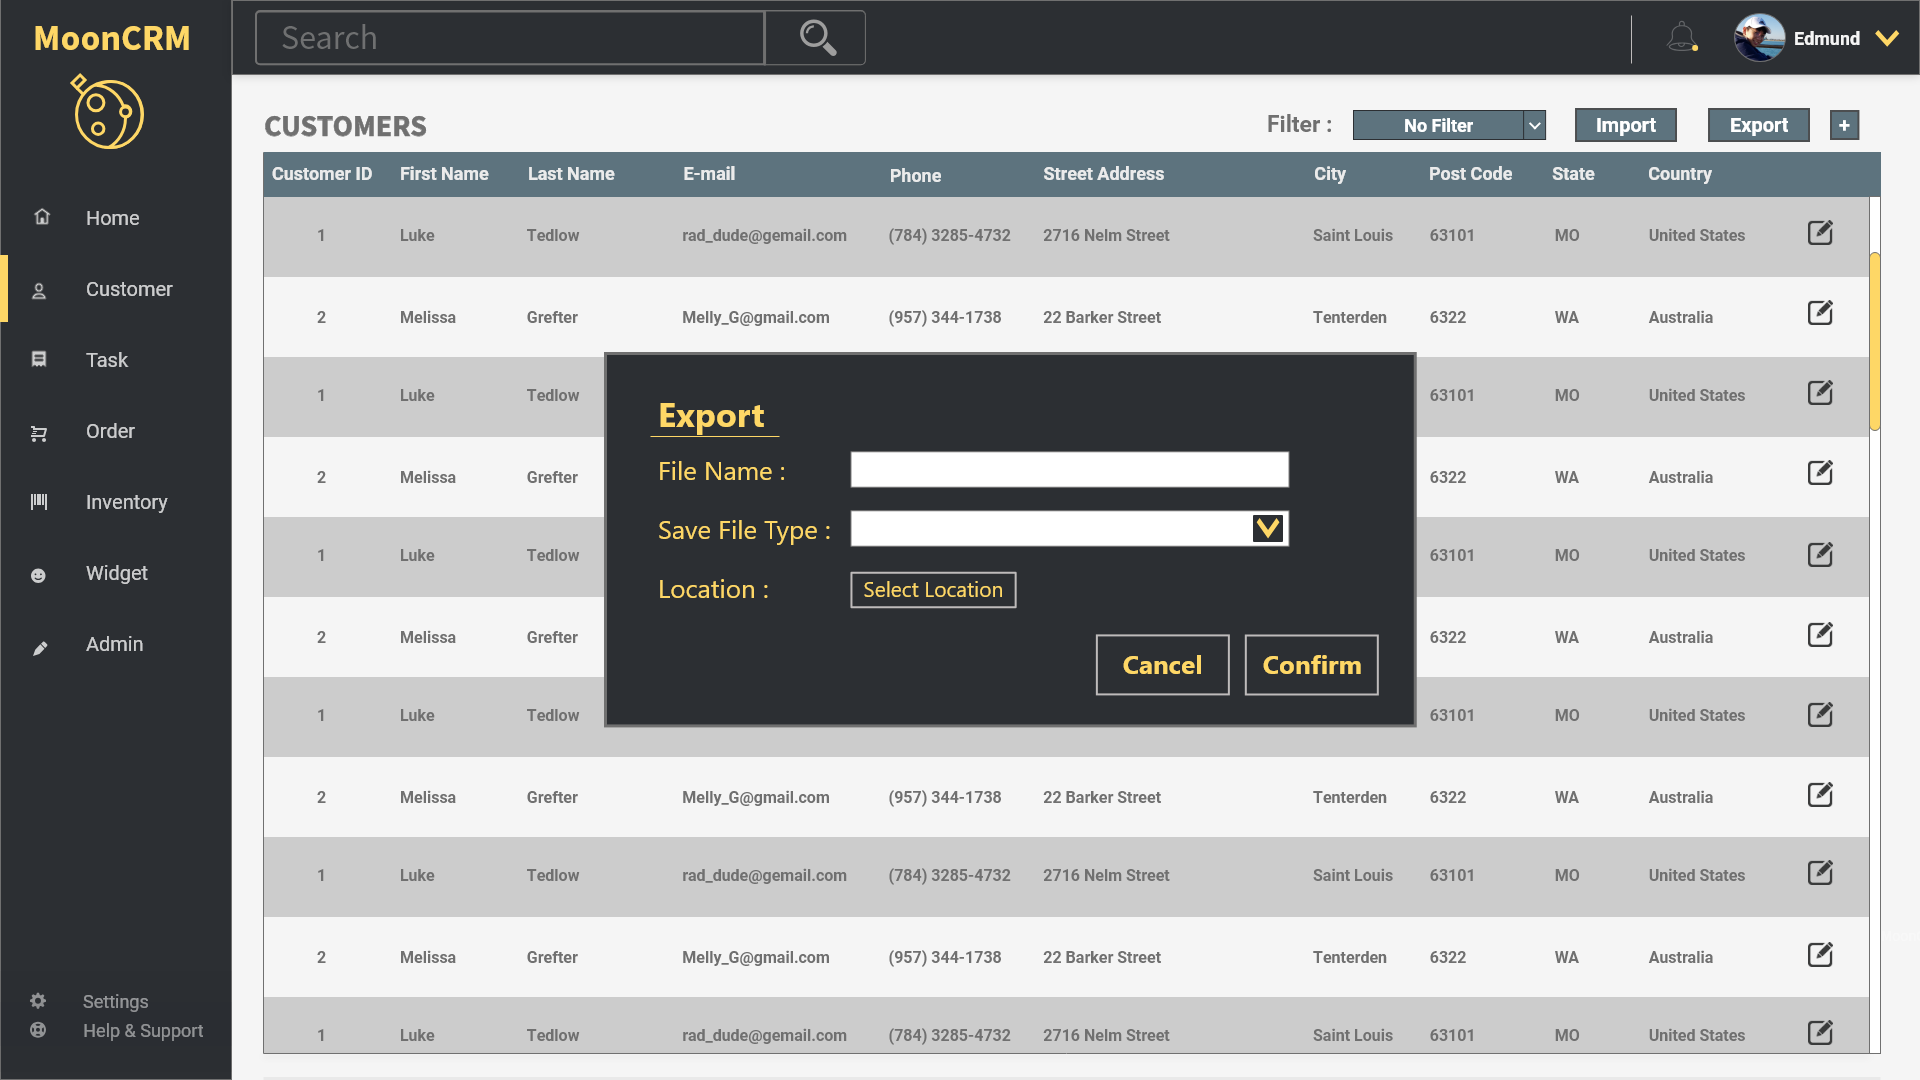 MoonCRM
Search
Edmund
Home
Customer
Task
Order
Inventory
Widget
Admin
Settings
Help & Support
CUSTOMERS
Filter :
No Filter
Import
Export
+
Customer ID First Name Last Name E-mail Phone Street Address City Post Code State Country
1 Luke Tedlow rad_dude@gemail.com (784) 3285-4732 2716 Nelm Street Saint Louis 63101 MO United States
2 Melissa Grefter Melly_G@gmail.com (957) 344-1738 22 Barker Street Tenterden 6322 WA Australia
1 Luke Tedlow 63101 MO United States
2 Melissa Grefter 6322 WA Australia
1 Luke Tedlow 63101 MO United States
2 Melissa Grefter 6322 WA Australia
1 Luke Tedlow 63101 MO United States
2 Melissa Grefter Melly_G@gmail.com (957) 344-1738 22 Barker Street Tenterden 6322 WA Australia
1 Luke Tedlow rad_dude@gemail.com (784) 3285-4732 2716 Nelm Street Saint Louis 63101 MO United States
2 Melissa Grefter Melly_G@gmail.com (957) 344-1738 22 Barker Street Tenterden 6322 WA Australia
1 Luke Tedlow rad_dude@gemail.com (784) 3285-4732 2716 Nelm Street Saint Louis 63101 MO United States
Export
File Name :
Save File Type :
Location :
Select Location
Cancel
Confirm